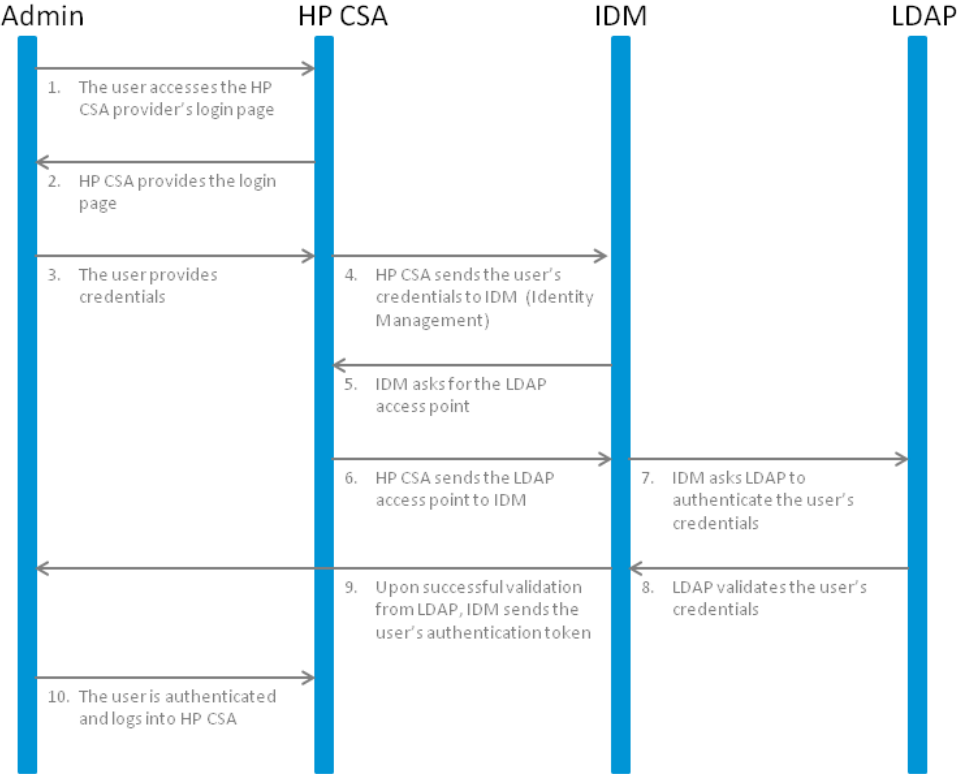 Admin
HP CSA
IDM
LDAP
1. The user accesses the HP
CSA provider's login page
2. HP CSA provides the login
page
3. The user provides
credentials
4. HP CSA sends the user's
credentials to IDM (Identity
Management)
5. IDM asks for the LDAP
access point
6. HP CSA sends the LDAP
access point to IDM
7. IDM asks LDAP to
authenticate the user's
credentials
8. LDAP validates the user's
credentials
9. Upon successful validation
from LDAP, IDM sends the
user's authentication token
10. The user is authenticated
and logs into HP CSA